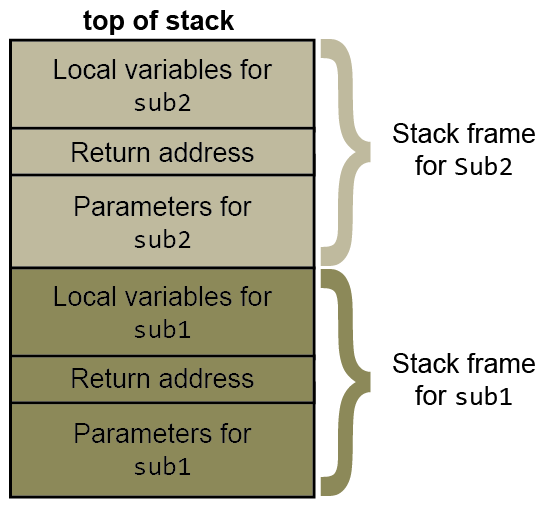 top of stack
Local variables for
sub2
Return address
Parameters for
sub2
Stack frame
for Sub2
Local variables for
sub1
Return address
Parameters for
sub1
Stack frame
for sub1